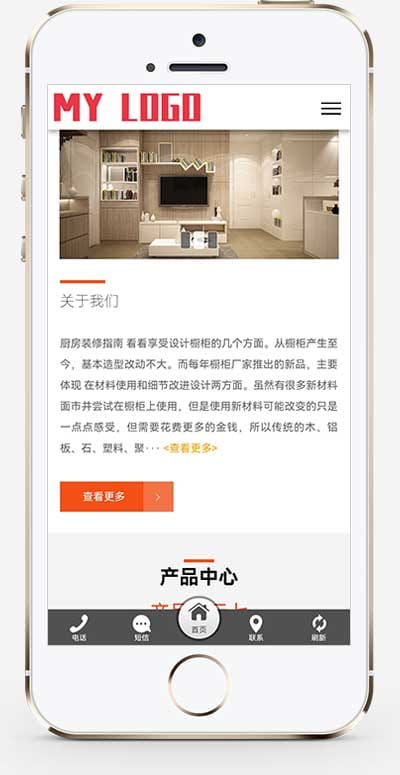 MY LOGO
关于我们
厨房装修指南 看看享受设计橱柜的几个方面。从橱柜产生至
今，基本造型改动不大。而每年橱柜厂家推出的新品，主要
体现 在材料使用和细节改进设计两方面。虽然有很多新材料
面市并尝试在橱柜上使用，但是使用新材料可能改变的只是
一点点感受，但需要花费更多的金钱，所以传统的木、铝
板、石、塑料、聚··· <查看更多>
查看更多 >
产品中心
电话 短信 首页 联系 刷新